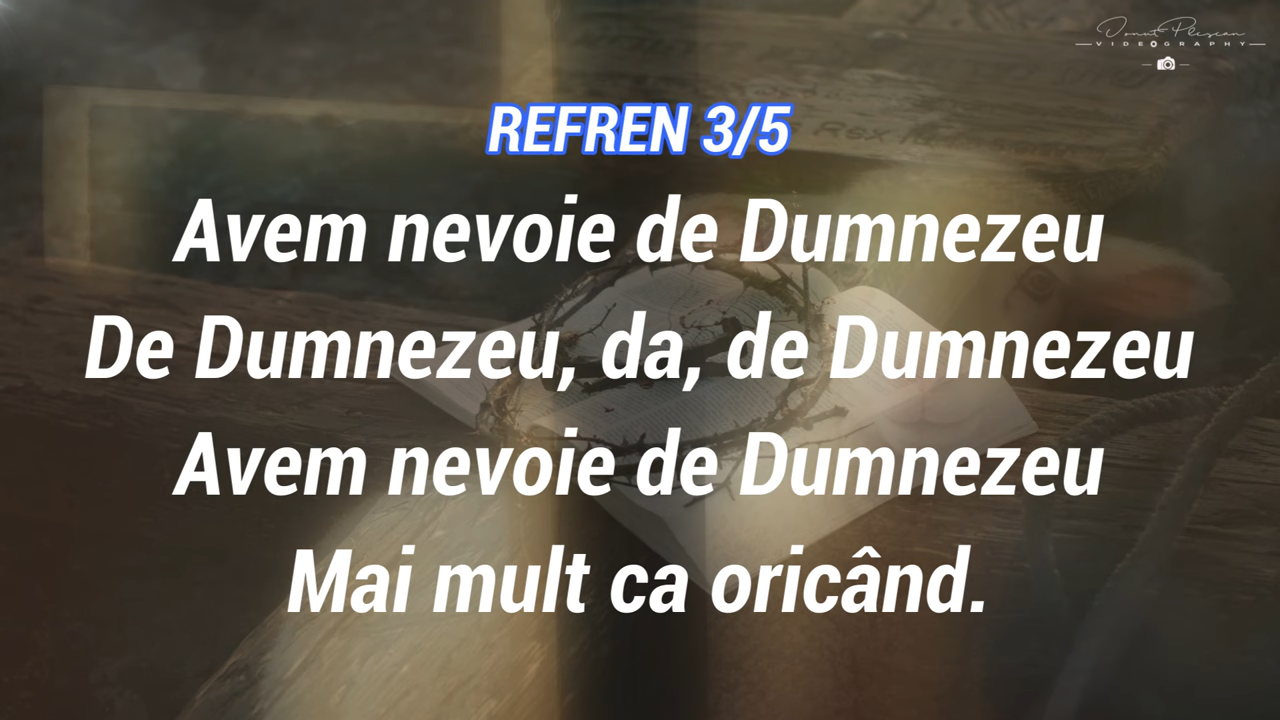 VIDEOGRAPHY
REFREN 3/5
Avem nevoie de Dumnezeu
De Dumnezeu, da, de Dumnezeu
Avem nevoie de Dumnezeu
Mai mult ca oricând.